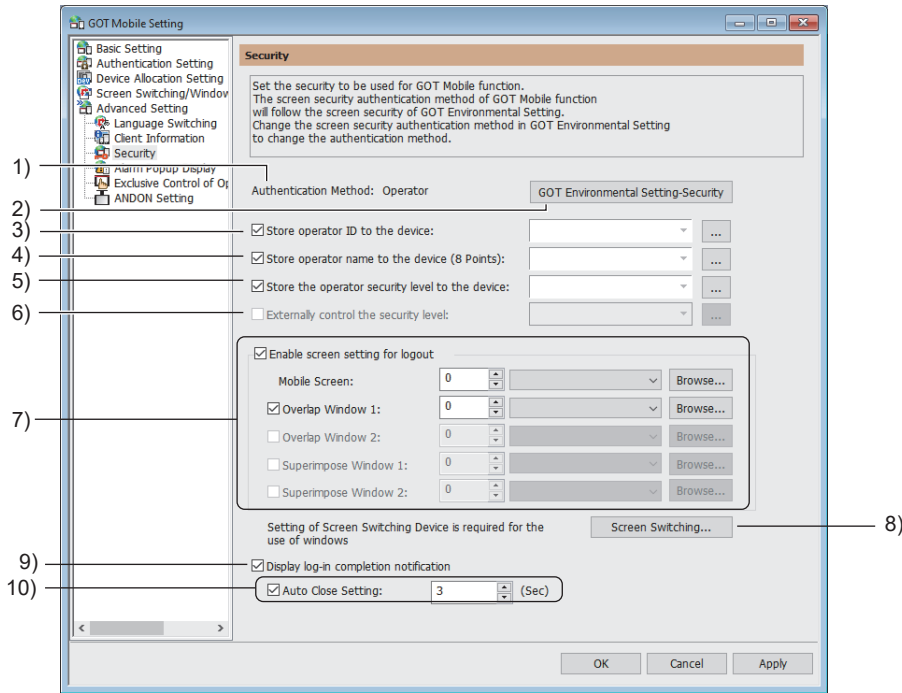 GOT Mobile Setting
Basic Setting
Authentication Setting
Device Allocation Setting
Screen Switching/Window
Advanced Setting
Language Switching
Client Information
Security
Alarm Popup Display
Exclusive Control of Op
ANDON Setting
Security
Set the security to be used for GOT Mobile function.
The screen security authentication method of GOT Mobile function
will follow the screen security of GOT Environmental Setting.
Change the screen security authentication method in GOT Environmental Setting
to change the authentication method.
1)
Authentication Method: Operator
GOT Environmental Setting-Security
2)
3)
Store operator ID to the device:
...
4)
Store operator name to the device (8 Points):
...
5)
Store the operator security level to the device:
...
6)
Externally control the security level:
...
7)
Enable screen setting for logout
Mobile Screen:
0
Browse...
Overlap Window 1:
0
Browse...
Overlap Window 2:
0
Browse...
Superimpose Window 1:
0
Browse...
Superimpose Window 2:
0
Browse...
Setting of Screen Switching Device is required for the
use of windows
Screen Switching...
8)
9)
Display log-in completion notification
10)
Auto Close Setting:
3
(Sec)
OK
Cancel
Apply